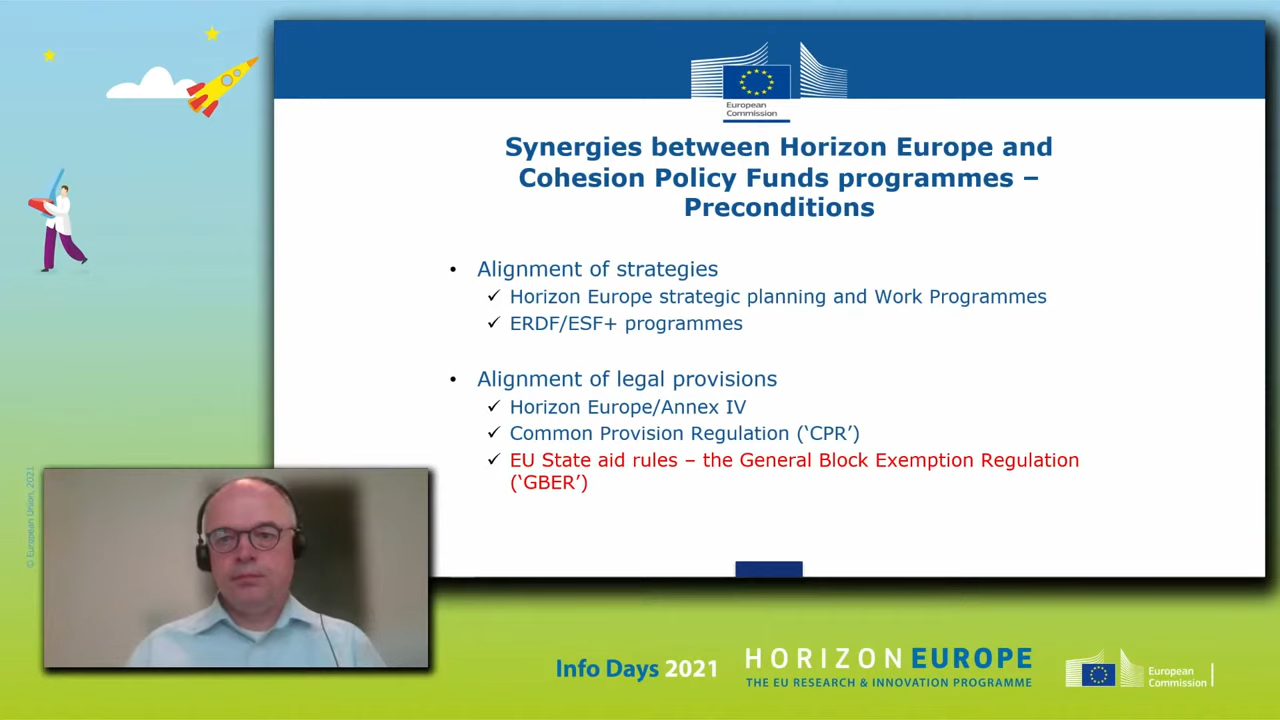 European
Commission
Synergies between Horizon Europe and
Cohesion Policy Funds programmes –
Preconditions
• Alignment of strategies
✓ Horizon Europe strategic planning and Work Programmes
✓ ERDF/ESF+ programmes
• Alignment of legal provisions
✓ Horizon Europe/Annex IV
✓ Common Provision Regulation (‘CPR’)
✓ EU State aid rules – the General Block Exemption Regulation
(‘GBER’)
© European Union, 2021
Info Days 2021
HORIZON EUROPE
THE EU RESEARCH & INNOVATION PROGRAMME
European
Commission